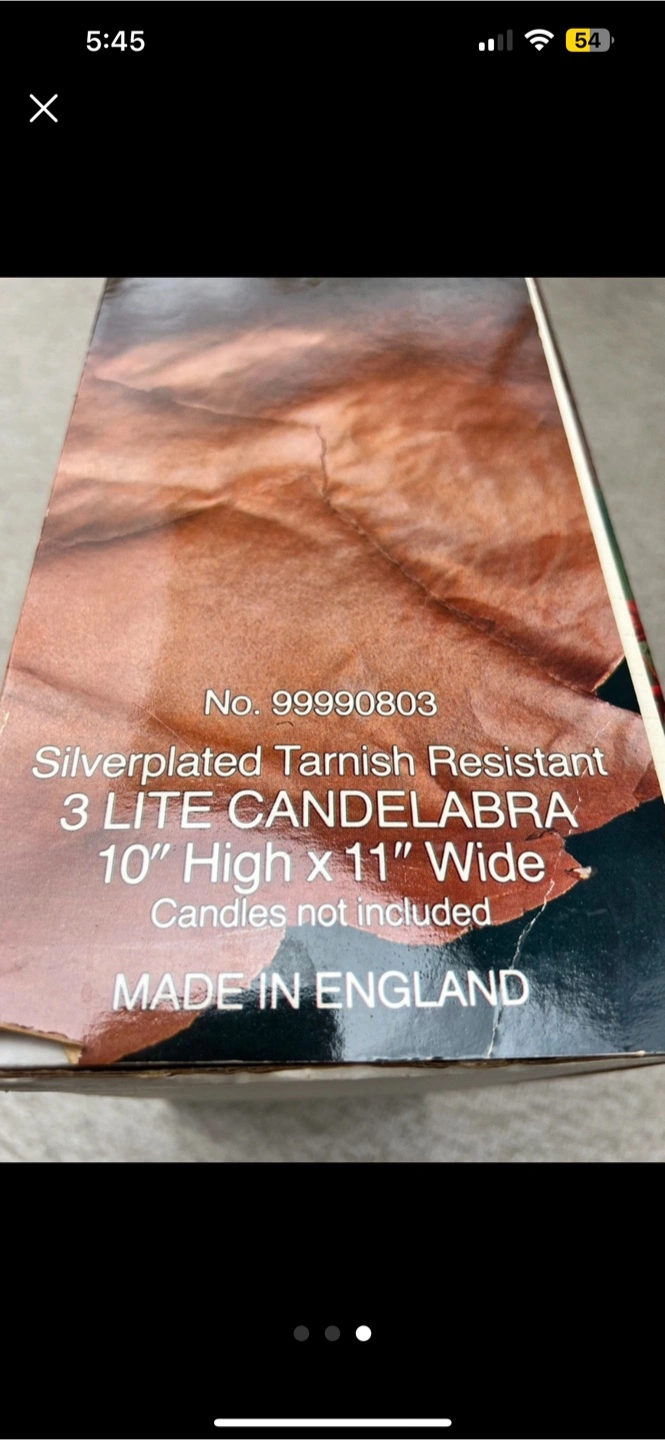 5:45
54
No. 99990803
Silverplated Tarnish Resistant
3 LITE CANDELABRA
10″ High x 11″ Wide
Candles not included
MADE IN ENGLAND